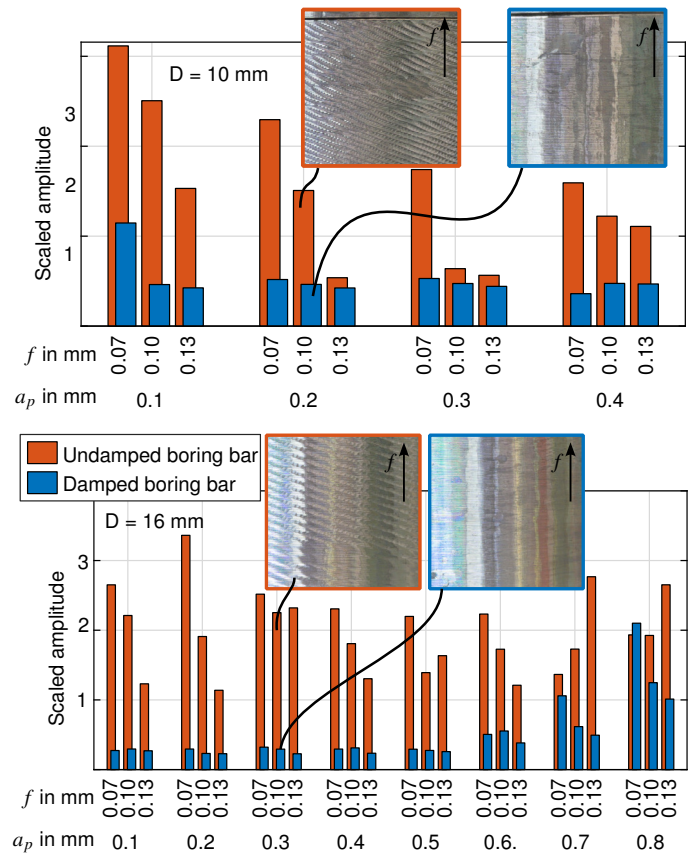 D = 10 mm
f
f
3
2
1
Scaled amplitude
f in mm
0.07 0.10 0.13 0.07 0.10 0.13 0.07 0.10 0.13 0.07 0.10 0.13
a_p in mm 0.1 0.2 0.3 0.4
Undamped boring bar
Damped boring bar
D = 16 mm
f
f
3
2
1
Scaled amplitude
f in mm
0.07 0.10 0.13 0.07 0.10 0.13 0.07 0.10 0.13 0.07 0.10 0.13 0.07 0.10 0.13 0.07 0.10 0.13 0.07 0.10 0.13 0.07 0.10 0.13
a_p in mm 0.1 0.2 0.3 0.4 0.5 0.6. 0.7 0.8